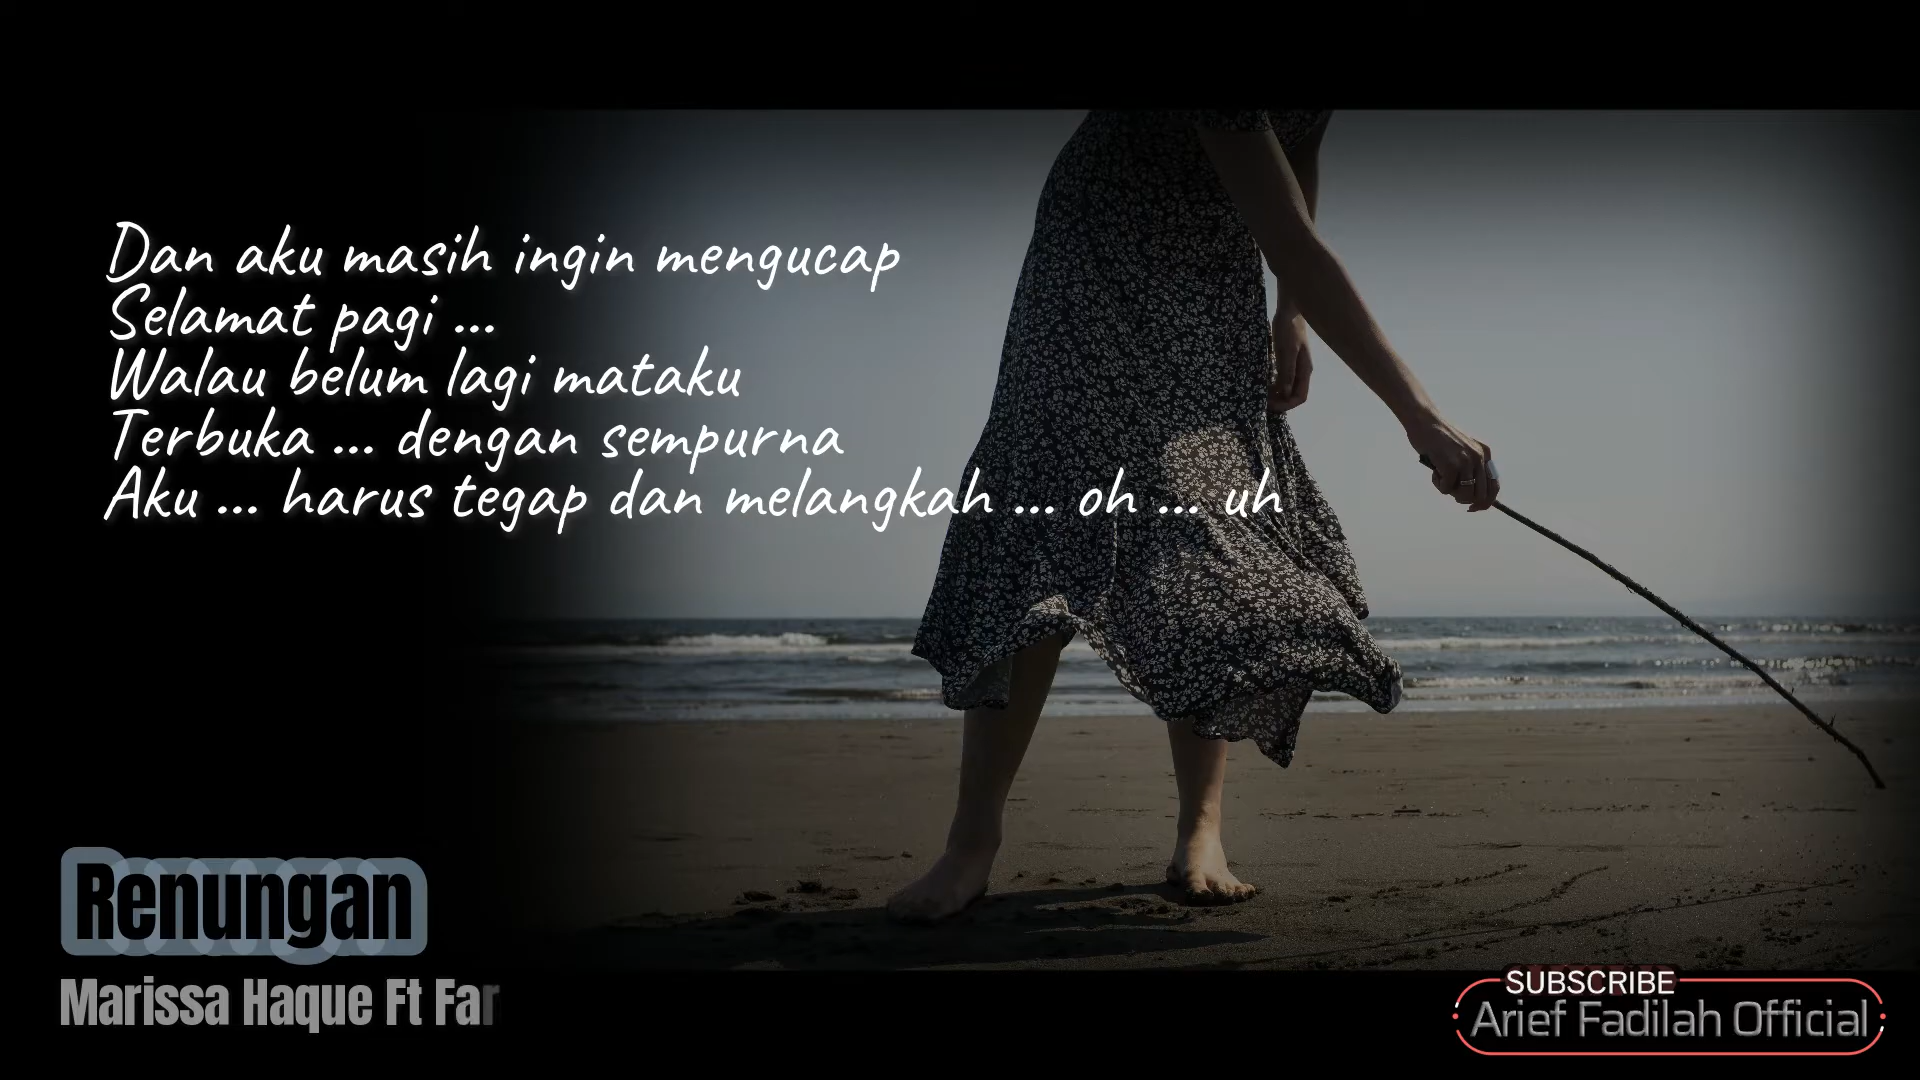 Dan aku masih ingin mengucap
Selamat pagi ...
Walau belum lagi mataku
Terbuka ... dengan sempurna
Aku ... harus tegap dan melangkah ... oh ... uh
Renungan
Marissa Haque Ft Far
SUBSCRIBE
Arief Fadilah Official